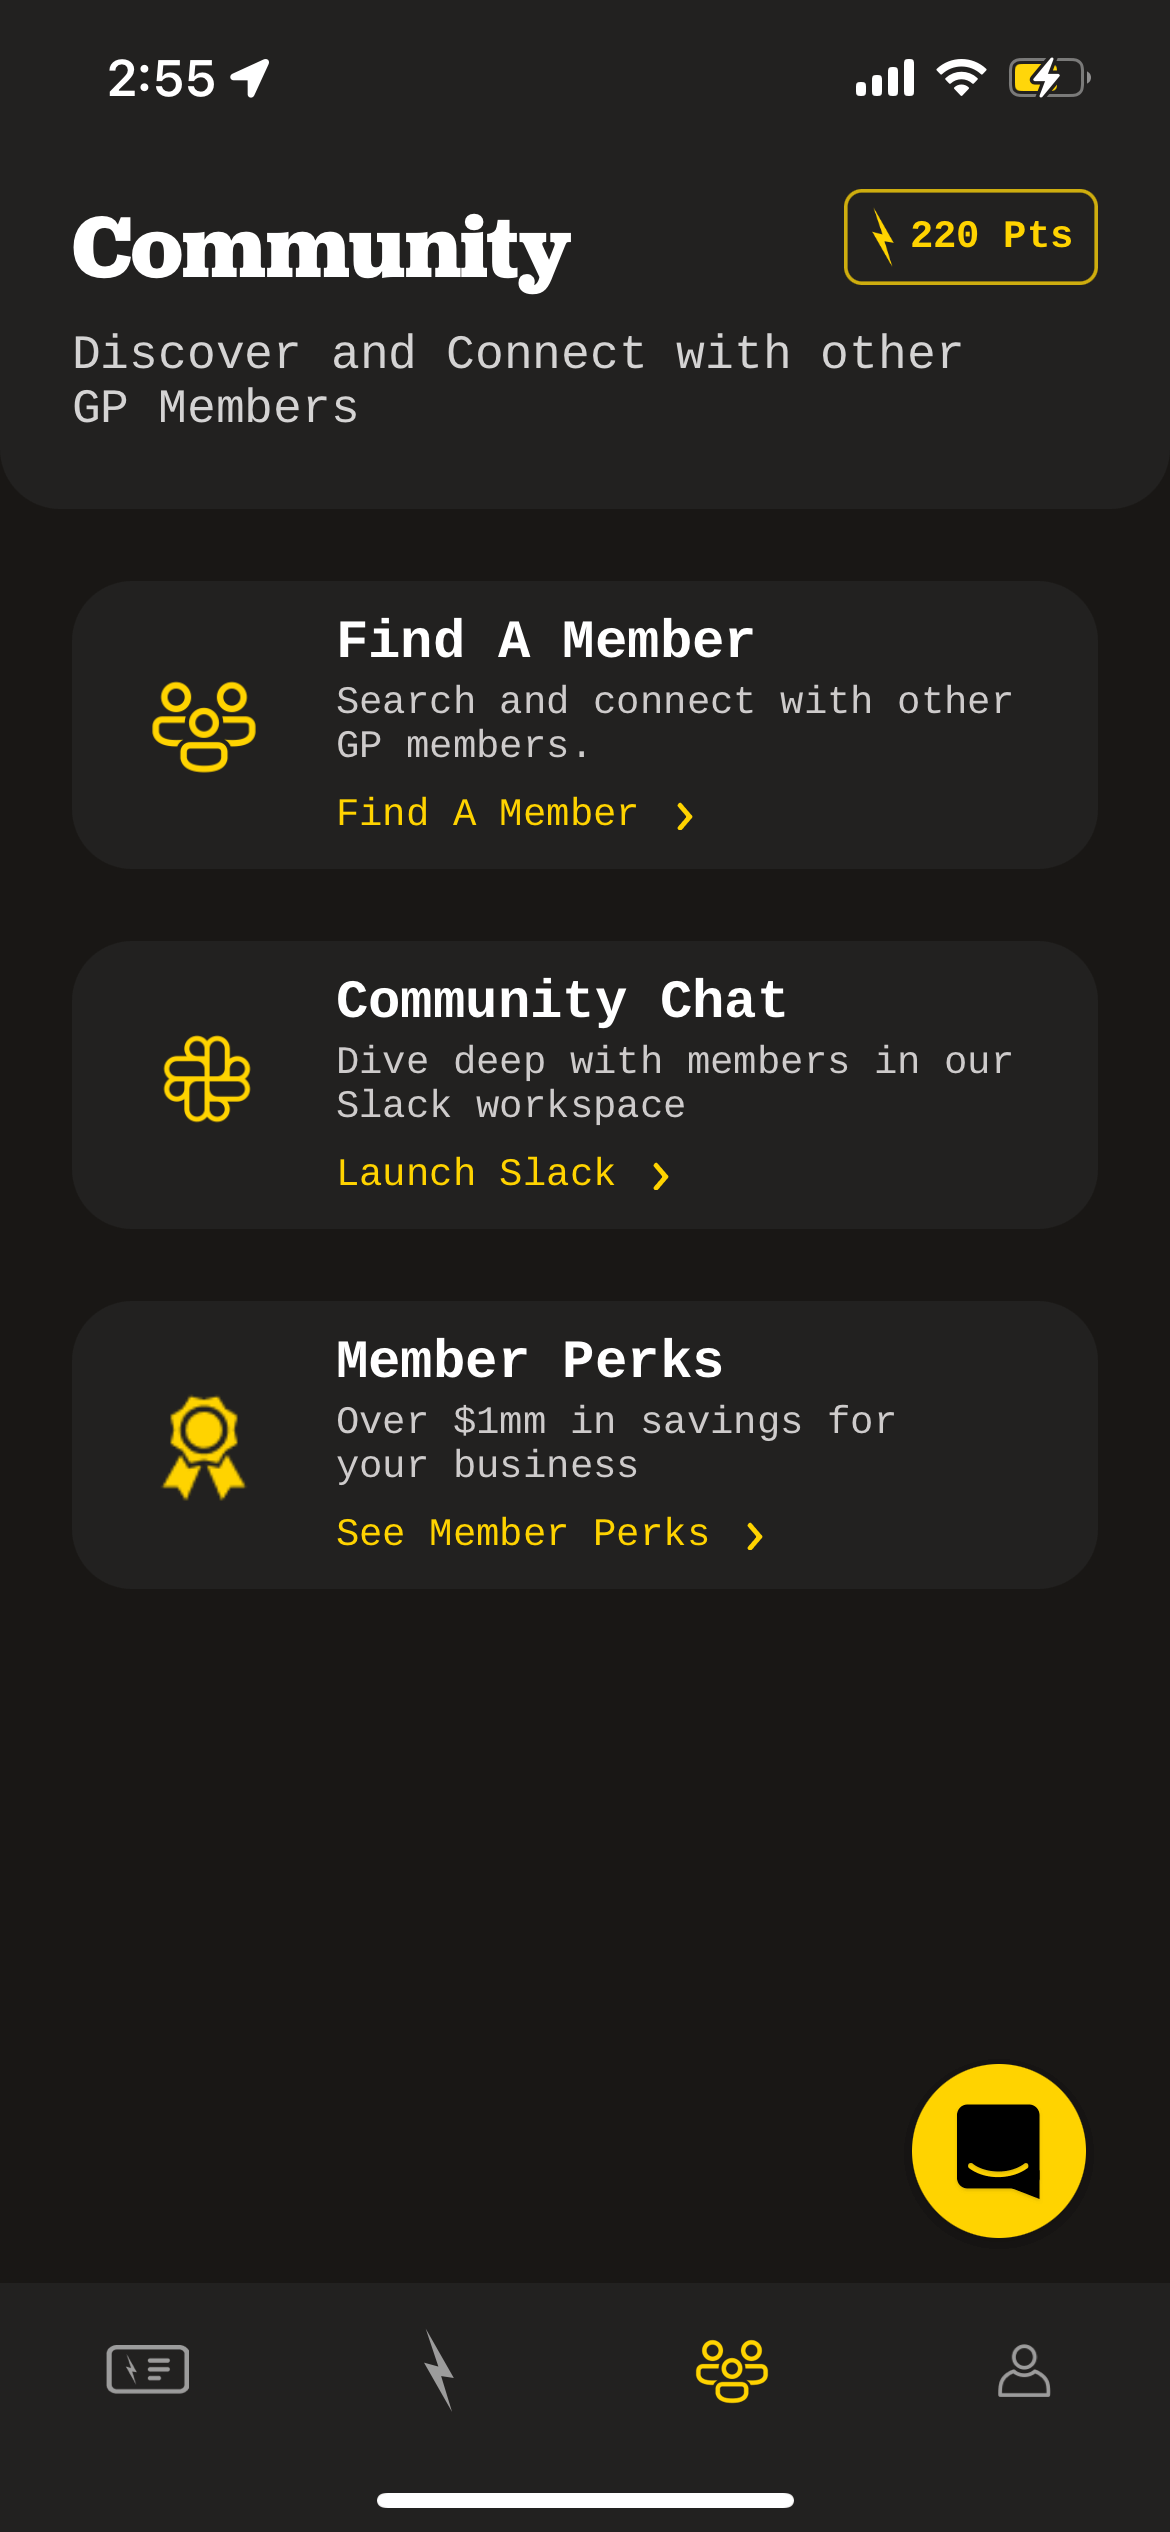 2:55
Community
220 Pts
Discover and Connect with other
GP Members
Find A Member
Search and connect with other
GP members.
Find A Member
Community Chat
Dive deep with members in our
Slack workspace
Launch Slack
Member Perks
Over $1mm in savings for
your business
See Member Perks